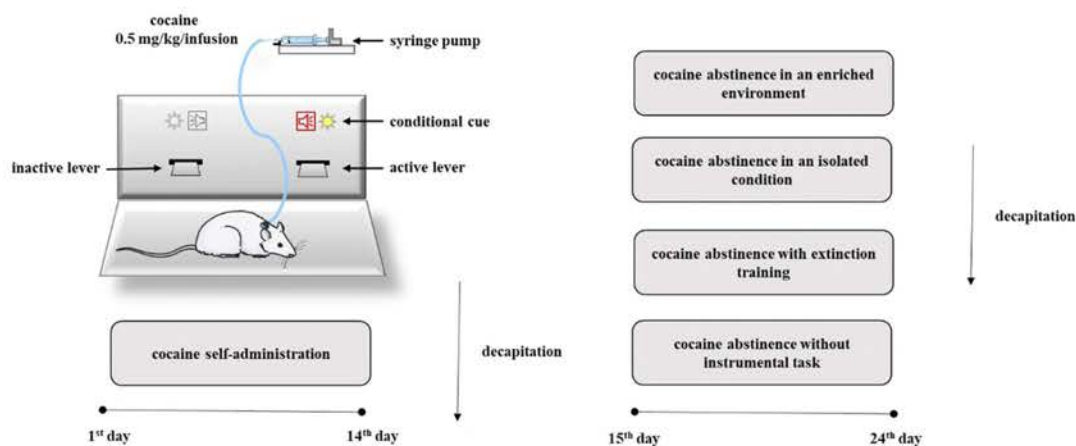 cocaine
0.5 mg/kg/infusion
syringe pump
conditional cue
inactive lever
active lever
cocaine self-administration
decapitation
1st day
14th day
cocaine abstinence in an enriched
environment
cocaine abstinence in an isolated
condition
cocaine abstinence with extinction
training
cocaine abstinence without
instrumental task
decapitation
15th day
24th day